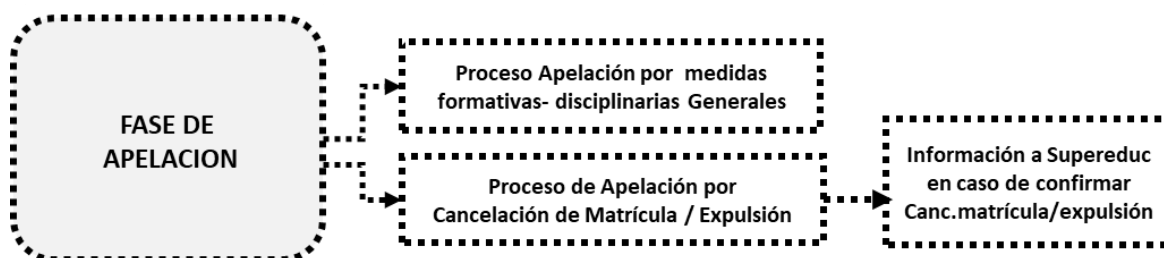 FASE DE
APELACION
Proceso Apelación por medidas
formativas- disciplinarias Generales
Proceso de Apelación por
Cancelación de Matrícula / Expulsión
Información a Supereduc
en caso de confirmar
Canc.matrícula/expulsión